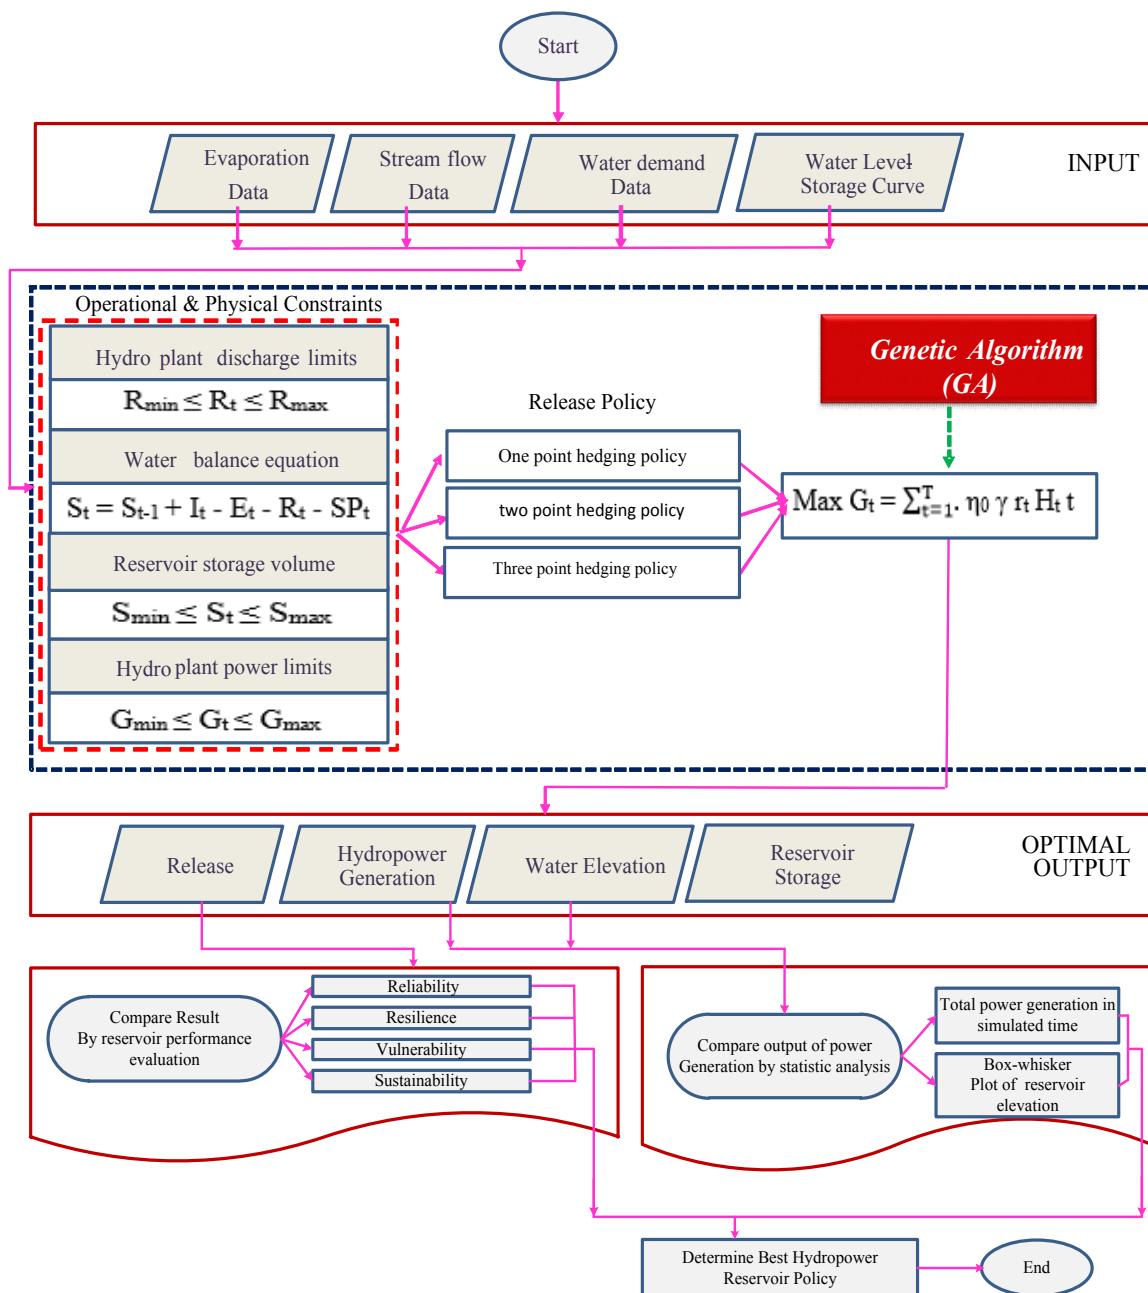 Start
Evaporation
Data
Stream flow
Data
Water demand
Data
Water Level-
Storage Curve
INPUT
Operational & Physical Constraints
Hydro plant discharge limits
Rmin ≤ Rt ≤ Rmax
Water balance equation
St = St-1 + It - Et - Rt - SPt
Reservoir storage volume
Smin ≤ St ≤ Smax
Hydro plant power limits
Gmin ≤ Gt ≤ Gmax
Release Policy
One point hedging policy
two point hedging policy
Three point hedging policy
Genetic Algorithm
(GA)
Max Gt = ∑ᵀt=1. η0 γ rt Ht t
Release
Hydropower
Generation
Water Elevation
Reservoir
Storage
OPTIMAL
OUTPUT
Compare Result
By reservoir performance
evaluation
Reliability
Resilience
Vulnerability
Sustainability
Compare output of power
Generation by statistic analysis
Total power generation in
simulated time
Box-whisker
Plot of reservoir
elevation
Determine Best Hydropower
Reservoir Policy
End